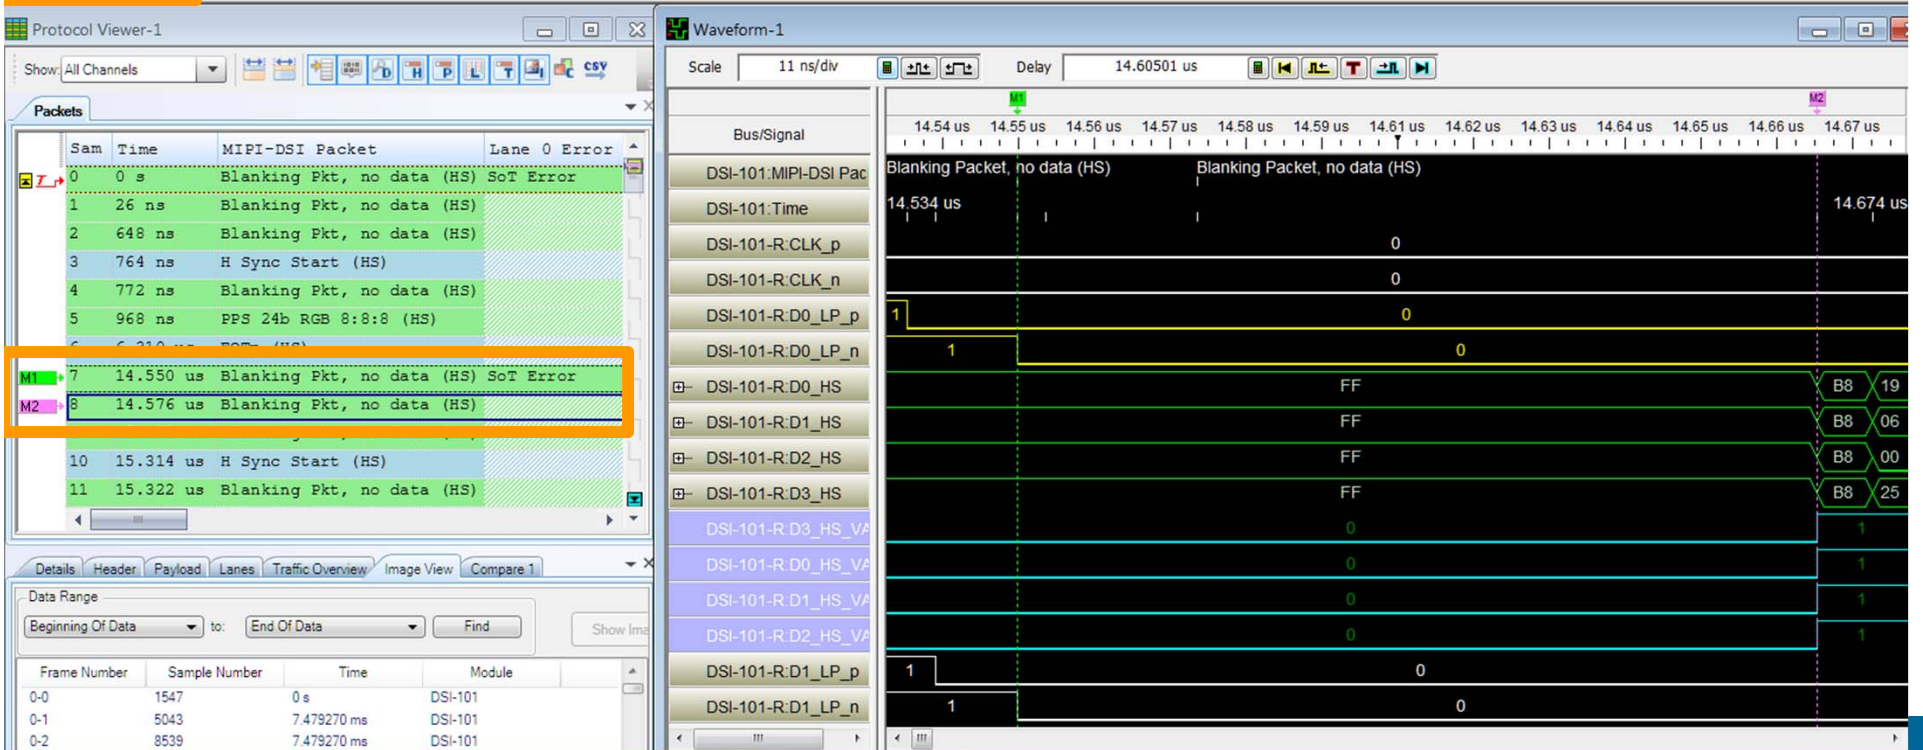 Protocol Viewer-1
Show: All Channels
CSV
Packets
Sam Time MIPI-DSI Packet Lane 0 Error
0 0 s Blanking Pkt, no data (HS) SoT Error
1 26 ns Blanking Pkt, no data (HS)
2 648 ns Blanking Pkt, no data (HS)
3 764 ns H Sync Start (HS)
4 772 ns Blanking Pkt, no data (HS)
5 968 ns PPS 24b RGB 8:8:8 (HS)
M1 7 14.550 us Blanking Pkt, no data (HS) SoT Error
M2 8 14.576 us Blanking Pkt, no data (HS)
10 15.314 us H Sync Start (HS)
11 15.322 us Blanking Pkt, no data (HS)
Details Header Payload Lanes Traffic Overview Image View Compare 1
Data Range
Beginning Of Data to: End Of Data Find Show Ima
Frame Number Sample Number Time Module
0-0 1547 0 s DSI-101
0-1 5043 7.479270 ms DSI-101
0-2 8539 7.479270 ms DSI-101
Waveform-1
Scale 11 ns/div Delay 14.60501 us
M1 M2
Bus/Signal 14.54 us 14.55 us 14.56 us 14.57 us 14.58 us 14.59 us 14.61 us 14.62 us 14.63 us 14.64 us 14.65 us 14.66 us 14.67 us
DSI-101:MIPI-DSI Pac Blanking Packet, no data (HS) Blanking Packet, no data (HS)
DSI-101:Time 14.534 us 14.674 us
DSI-101-R:CLK_p 0
DSI-101-R:CLK_n 0
DSI-101-R:D0_LP_p 1 0
DSI-101-R:D0_LP_n 1 0
DSI-101-R:D0_HS FF B8 19
DSI-101-R:D1_HS FF B8 06
DSI-101-R:D2_HS FF B8 00
DSI-101-R:D3_HS FF B8 25
DSI-101-R:D3_HS_VA 0 1
DSI-101-R:D0_HS_VA 0 1
DSI-101-R:D1_HS_VA 0 1
DSI-101-R:D2_HS_VA 0 1
DSI-101-R:D1_LP_p 1 0
DSI-101-R:D1_LP_n 1 0